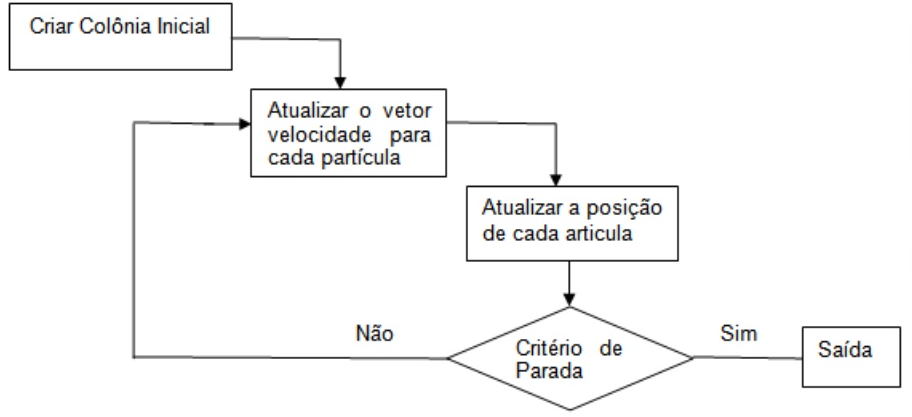 Criar Colônia Inicial
Atualizar o vetor
velocidade para
cada partícula
Atualizar a posição
de cada articula
Não
Sim
Critério de
Parada
Saída